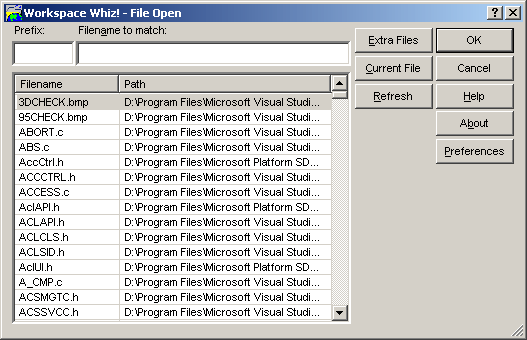 Workspace Whiz! - File Open
Prefix: Filename to match:
Extra Files OK
Current File Cancel
Refresh Help
About
Preferences
Filename Path
3DCHECK.bmp D:\Program Files\Microsoft Visual Studi...
95CHECK.bmp D:\Program Files\Microsoft Visual Studi...
ABORT.c D:\Program Files\Microsoft Visual Studi...
ABS.c D:\Program Files\Microsoft Visual Studi...
AccCtrl.h D:\Program Files\Microsoft Platform SD...
ACCCTRL.h D:\Program Files\Microsoft Visual Studi...
ACCESS.c D:\Program Files\Microsoft Visual Studi...
AclAPI.h D:\Program Files\Microsoft Platform SD...
ACLAPI.h D:\Program Files\Microsoft Visual Studi...
ACLCLS.h D:\Program Files\Microsoft Visual Studi...
ACLSID.h D:\Program Files\Microsoft Visual Studi...
AclUI.h D:\Program Files\Microsoft Platform SD...
A_CMP.c D:\Program Files\Microsoft Visual Studi...
ACSMGTC.h D:\Program Files\Microsoft Visual Studi...
ACSSVCC.h D:\Program Files\Microsoft Visual Studi...